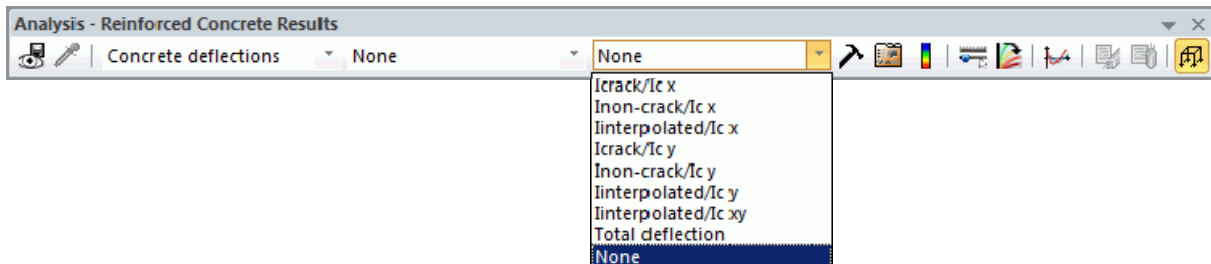 Analysis - Reinforced Concrete Results
Concrete deflections None None
Icrack/Ic x
Inon-crack/Ic x
Iinterpolated/Ic x
Icrack/Ic y
Inon-crack/Ic y
Iinterpolated/Ic y
Iinterpolated/Ic xy
Total deflection
None